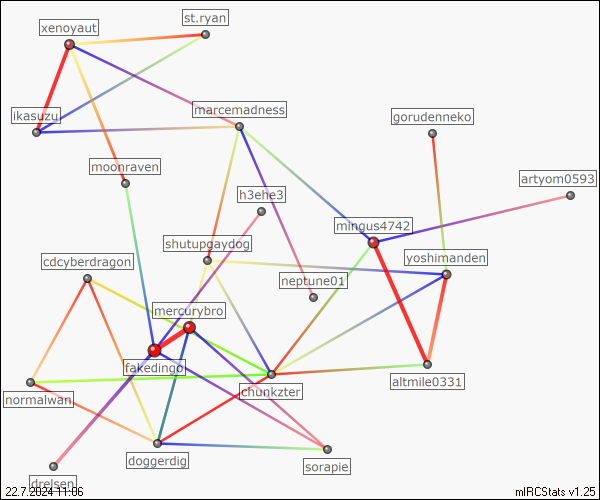 st.ryan
xenoyaut
ikasuzu
marcemadness
gorudenneko
moonraven
artyom0593
h3ehe3
mingus4742
shutupgaydog
yoshimanden
cdcyberdragon
neptune01
mercurybro
fakedingo
altmile0331
chunkzter
normalwan
doggerdig
sorapie
drelsen
22.7.2024 11:06
mIRCStats v1.25